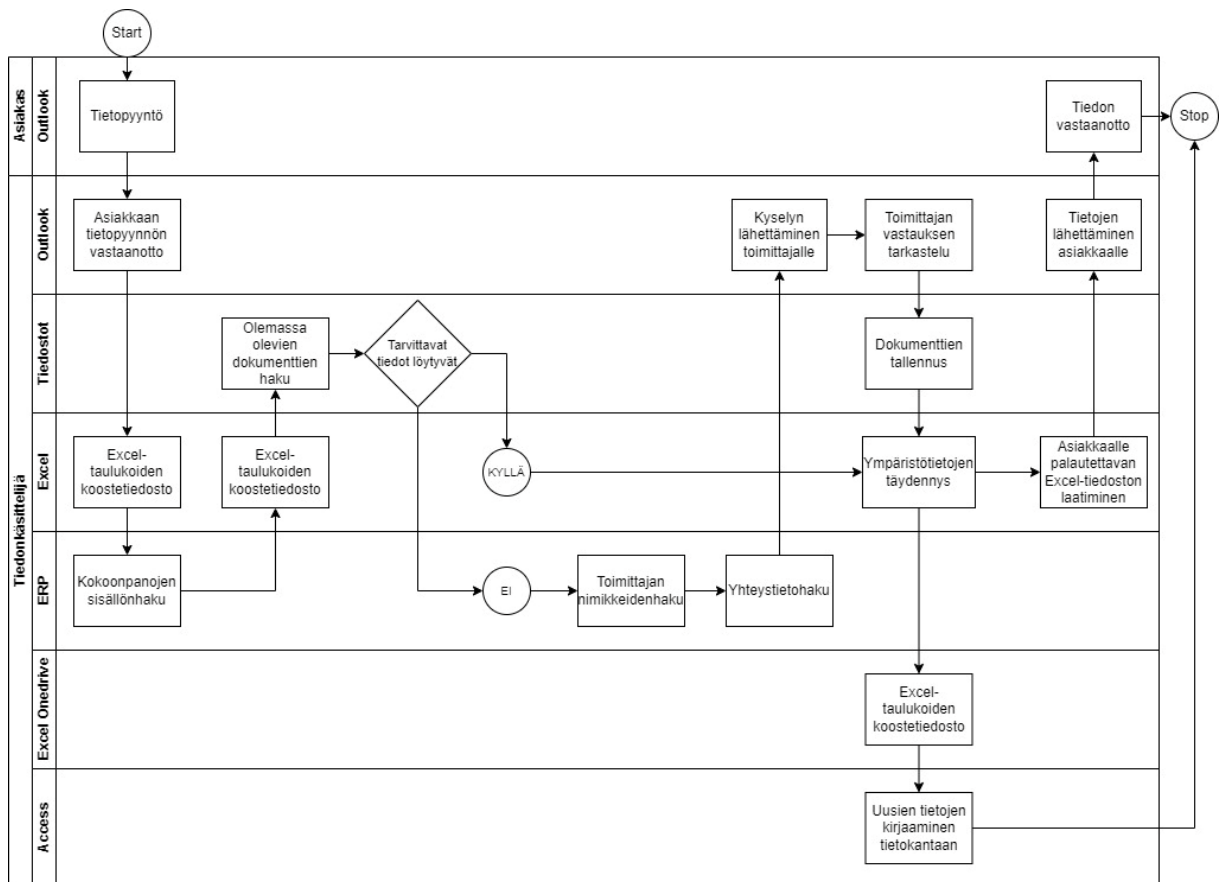 Start
Asiakas
Outlook
Tietopyyntö
Tiedon
vastaanotto
Stop
Tiedonkäsittelijä
Outlook
Asiakkaan
tietopyynnön
vastaanotto
Kyselyn
lähettäminen
toimittajalle
Toimittajan
vastauksen
tarkastelu
Tietojen
lähettäminen
asiakkaalle
Tiedostot
Olemassa
olevien
dokumenttien
haku
Tarvittavat
tiedot löytyvät
Dokumenttien
tallennus
Excel
Excel-
taulukoiden
koostetiedosto
Excel-
taulukoiden
koostetiedosto
KYLLÄ
Ympäristötietojen
täydennys
Asiakkaalle
palautettavan
Excel-tiedoston
laatiminen
ERP
Kokoonpanojen
sisällönhaku
EI
Toimittajan
nimikkeidenhaku
Yhteystietohaku
Excel Onedrive
Excel-
taulukoiden
koostetiedosto
Access
Uusien tietojen
kirjaaminen
tietokantaan